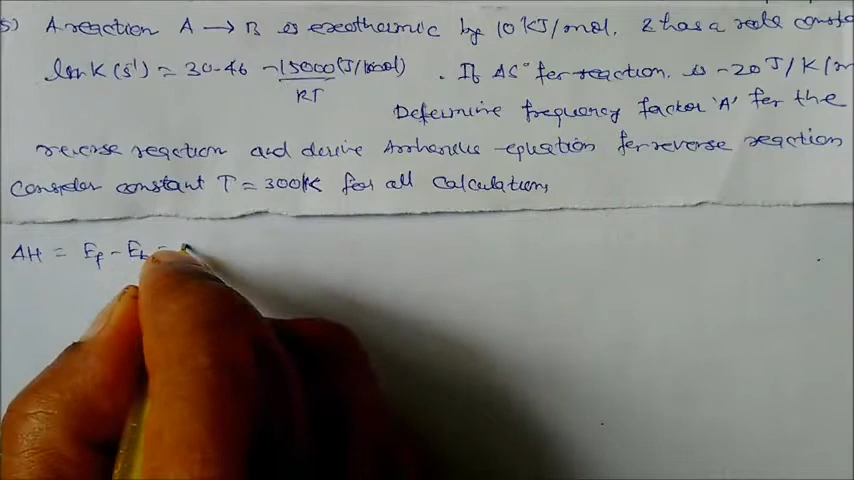 5) A reaction A → B is exothermic by 10 KJ/mol. & has a rate consta
ln K (s⁻¹) = 30.46 - 15000 (J/K mol) / RT . If ΔS° for reaction is -20 J/K/m
Determine frequency factor 'A' for the
reverse reaction and derive Arrhenius equation for reverse reaction
Consider constant T = 300K for all calculations
ΔH = Ef - Eb =